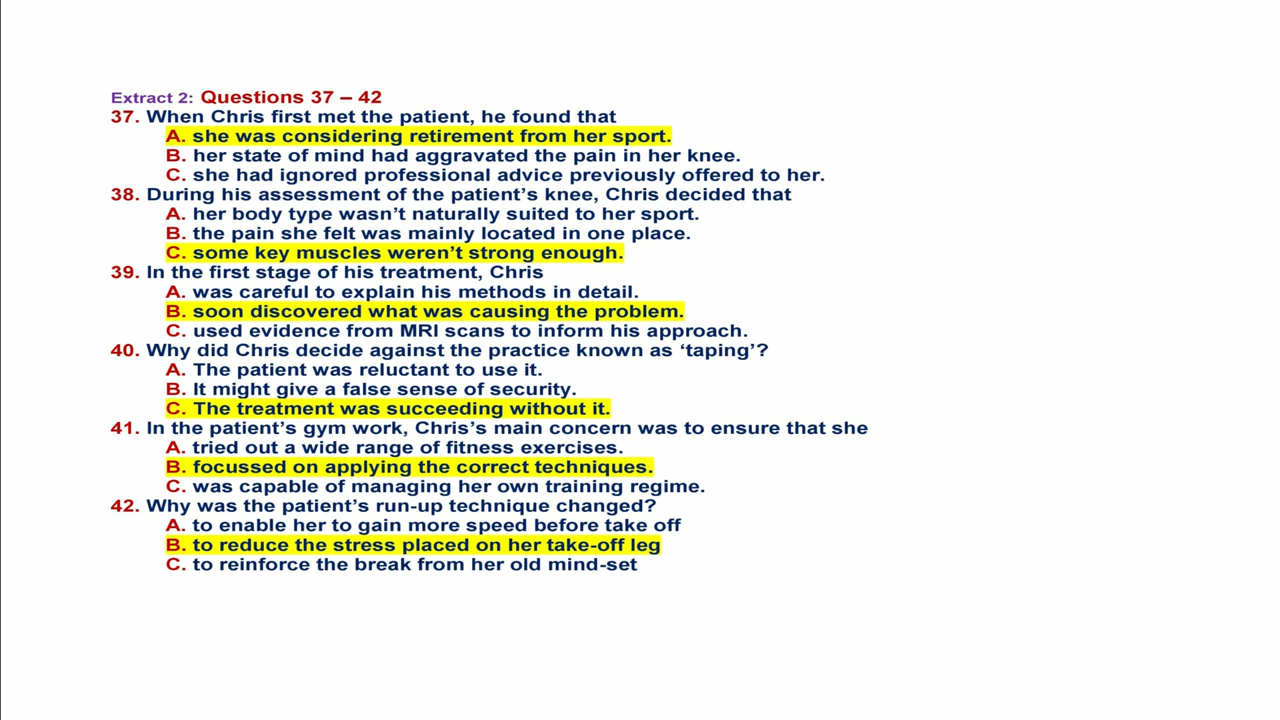 Extract 2: Questions 37 – 42
37. When Chris first met the patient, he found that
A. she was considering retirement from her sport.
B. her state of mind had aggravated the pain in her knee.
C. she had ignored professional advice previously offered to her.
38. During his assessment of the patient’s knee, Chris decided that
A. her body type wasn’t naturally suited to her sport.
B. the pain she felt was mainly located in one place.
C. some key muscles weren’t strong enough.
39. In the first stage of his treatment, Chris
A. was careful to explain his methods in detail.
B. soon discovered what was causing the problem.
C. used evidence from MRI scans to inform his approach.
40. Why did Chris decide against the practice known as ‘taping’?
A. The patient was reluctant to use it.
B. It might give a false sense of security.
C. The treatment was succeeding without it.
41. In the patient’s gym work, Chris’s main concern was to ensure that she
A. tried out a wide range of fitness exercises.
B. focussed on applying the correct techniques.
C. was capable of managing her own training regime.
42. Why was the patient’s run-up technique changed?
A. to enable her to gain more speed before take off
B. to reduce the stress placed on her take-off leg
C. to reinforce the break from her old mind-set